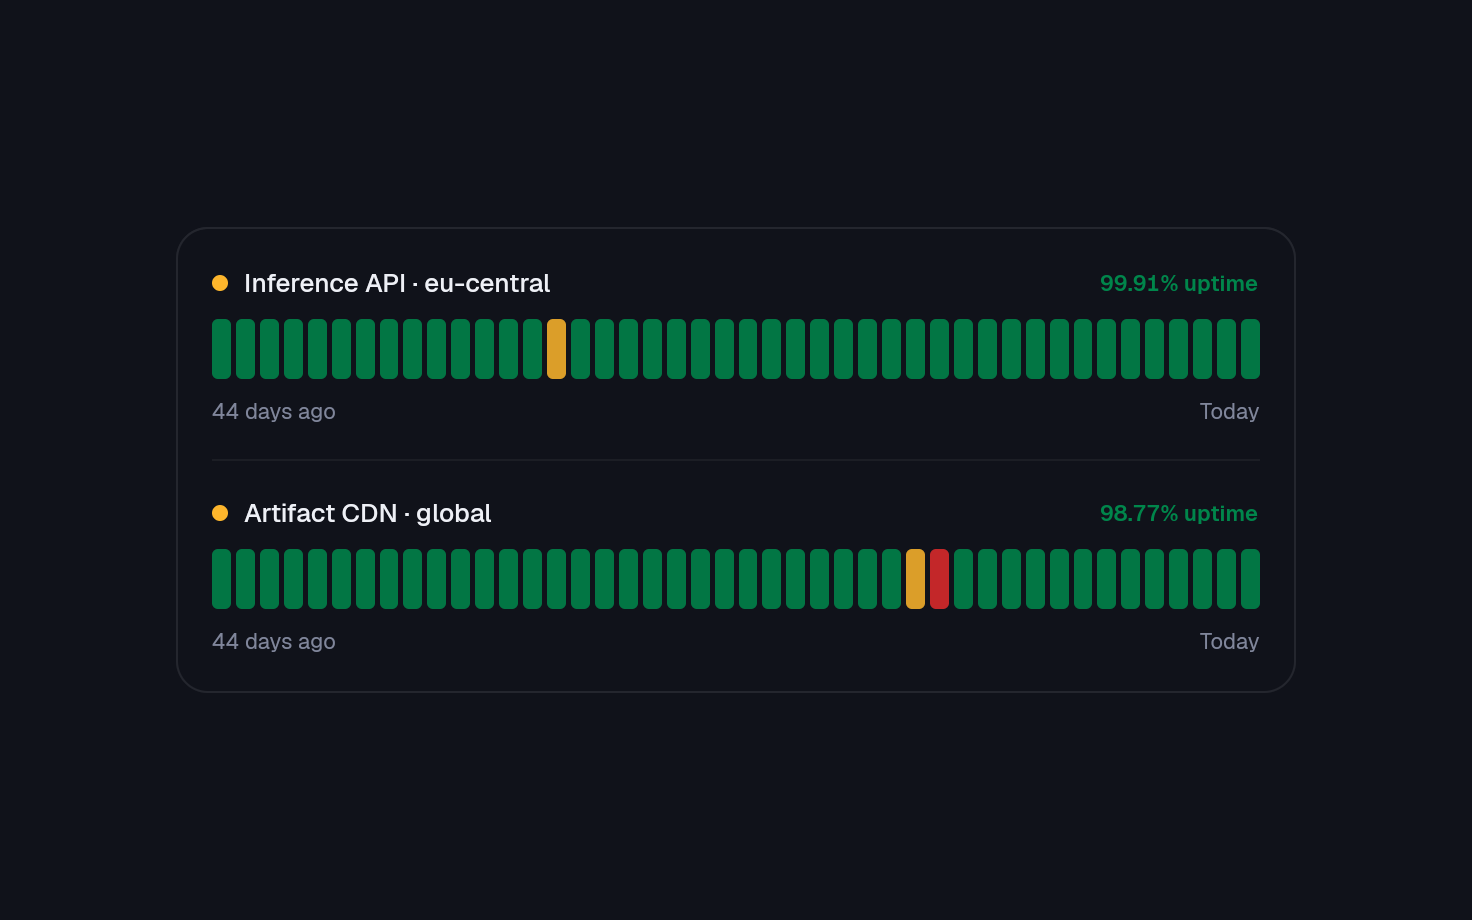 Inference API · eu-central
99.91% uptime
44 days ago
Today
Artifact CDN · global
98.77% uptime
44 days ago
Today